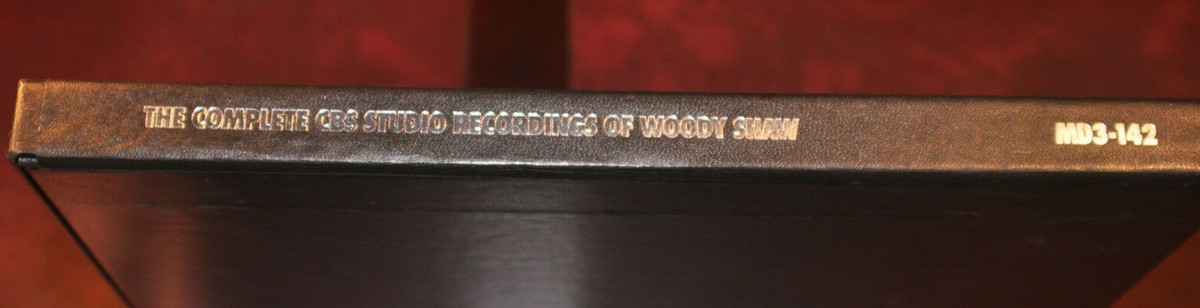 THE COMPLETE CBS STUDIO RECORDINGS OF WOODY SHAW MD3-142